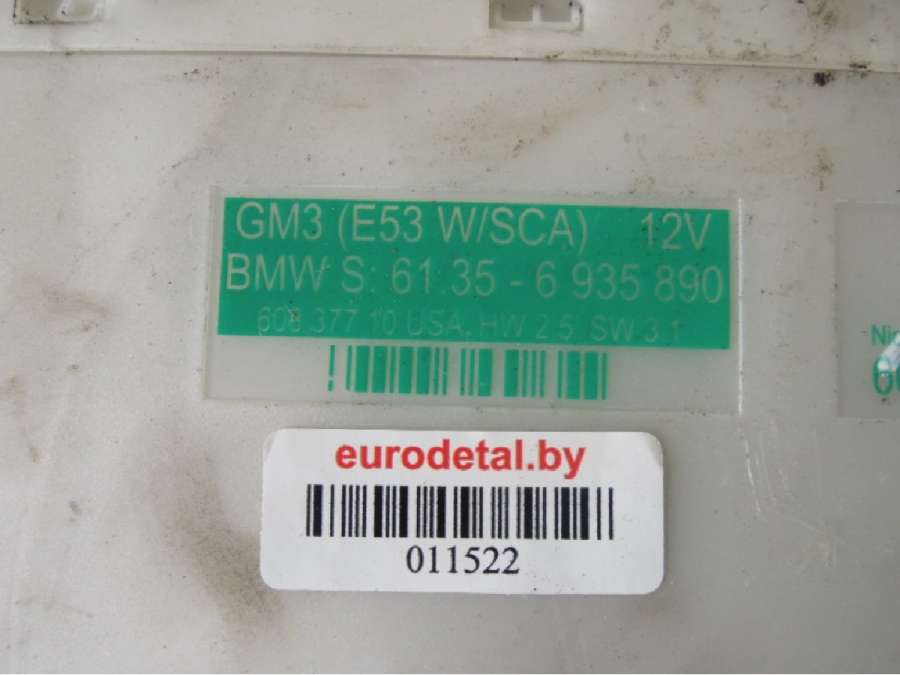 GM3 (E53 W/SCA) 12V
BMW S: 61.35 - 6 935 890
608 377 10 USA, HW 2.5, SW 3.1
Nic
eurodetal.by
011522